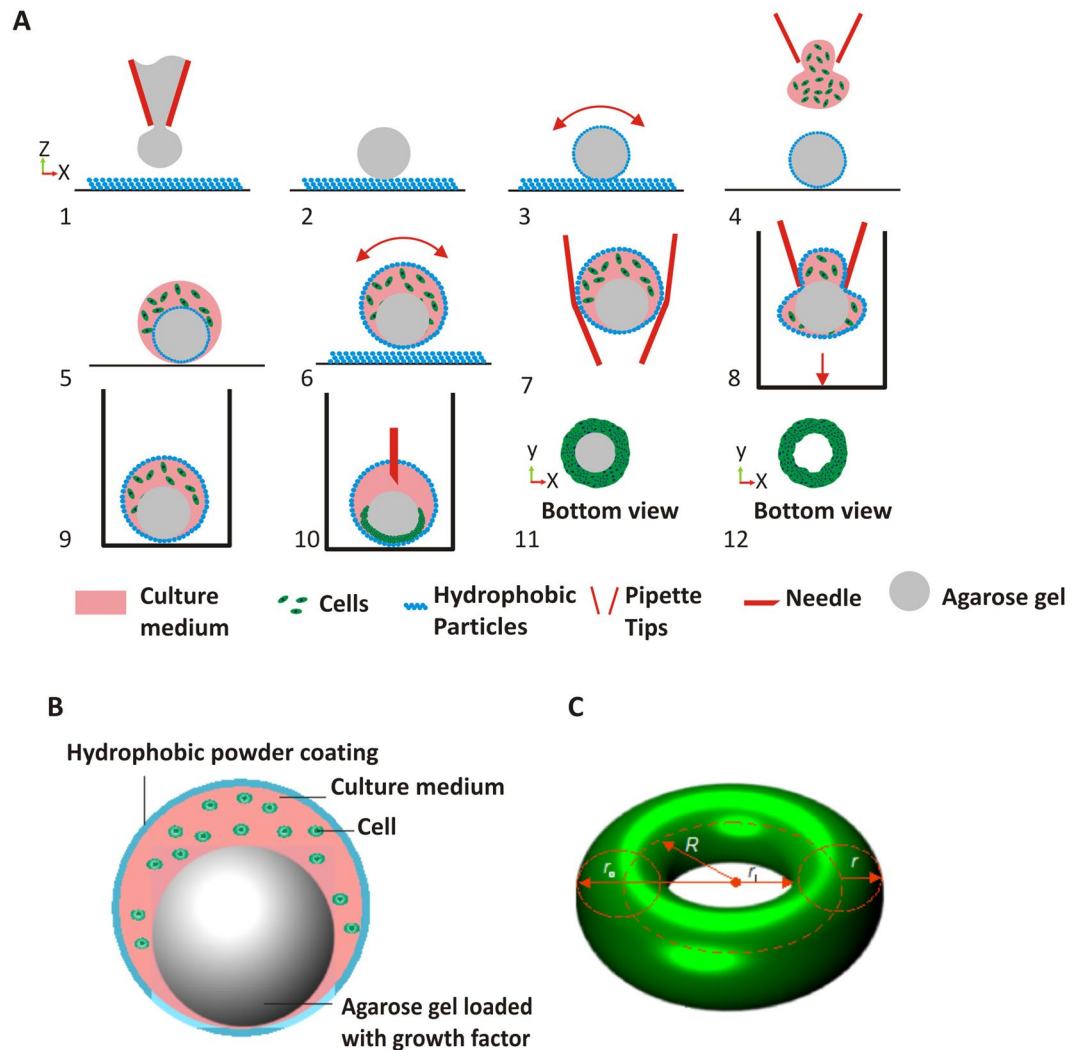 A
Z
X
1
2
3
4
5
6
7
8
9
10
y
X
Bottom view
11
y
X
Bottom view
12
Culture
medium
Cells
Hydrophobic
Particles
Pipette
Tips
Needle
Agarose gel
B
Hydrophobic powder coating
Culture medium
Cell
Agarose gel loaded
with growth factor
C
R
r
ri
r